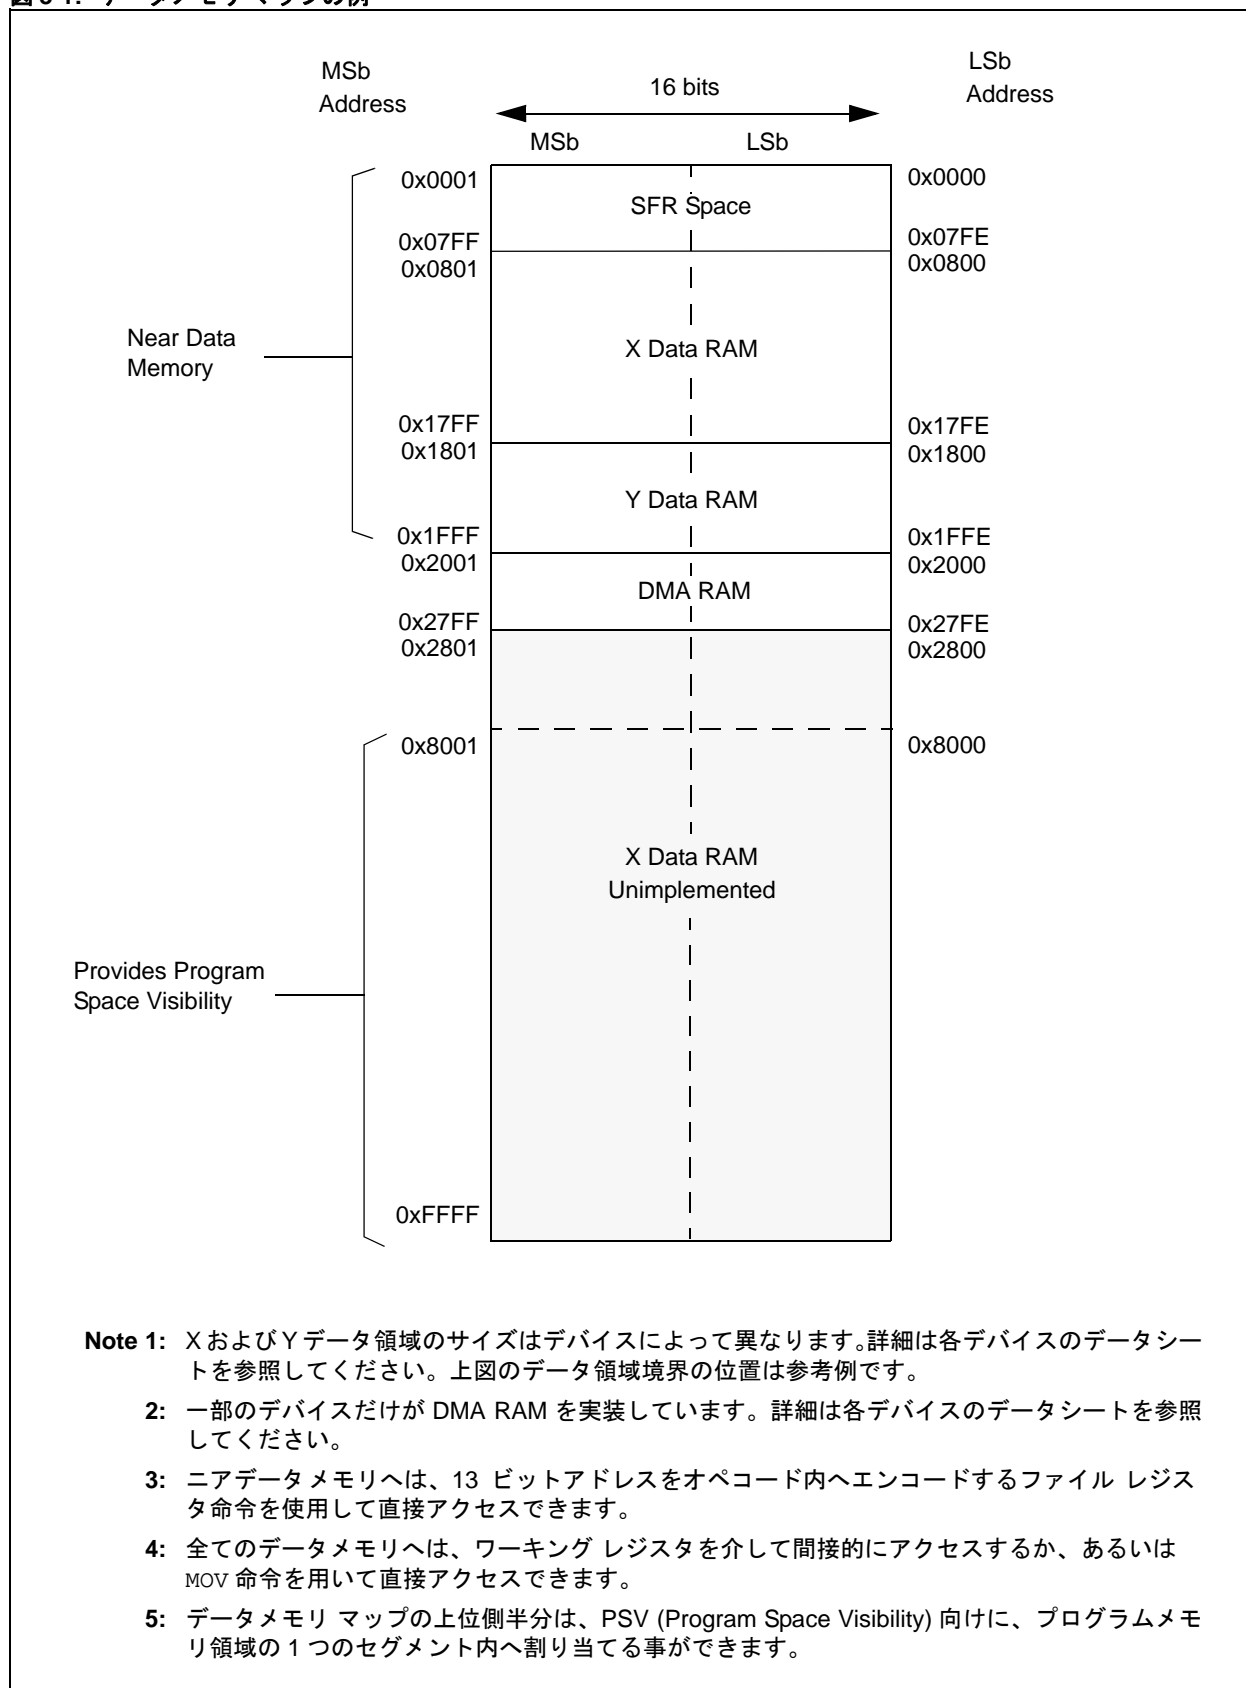 MSb
Address
16 bits
LSb
Address
MSb
LSb
0x0001
0x0000
SFR Space
0x07FF
0x07FE
0x0801
0x0800
Near Data
Memory
X Data RAM
0x17FF
0x17FE
0x1801
0x1800
Y Data RAM
0x1FFF
0x1FFE
0x2001
0x2000
DMA RAM
0x27FF
0x27FE
0x2801
0x2800
0x8001
0x8000
X Data RAM
Unimplemented
Provides Program
Space Visibility
0xFFFF
Note 1: X および Y データ領域のサイズはデバイスによって異なります。詳細は各デバイスのデータシー
トを参照してください。上図のデータ領域境界の位置は参考例です。
2: 一部のデバイスだけが DMA RAM を実装しています。詳細は各デバイスのデータシートを参照
してください。
3: ニアデータメモリへは、13 ビットアドレスをオペコード内へエンコードするファイル レジス
タ命令を使用して直接アクセスできます。
4: 全てのデータメモリへは、ワーキング レジスタを介して間接的にアクセスするか、あるいは
MOV 命令を用いて直接アクセスできます。
5: データメモリ マップの上位側半分は、PSV (Program Space Visibility) 向けに、プログラムメモ
リ領域の 1 つのセグメント内へ割り当てる事ができます。